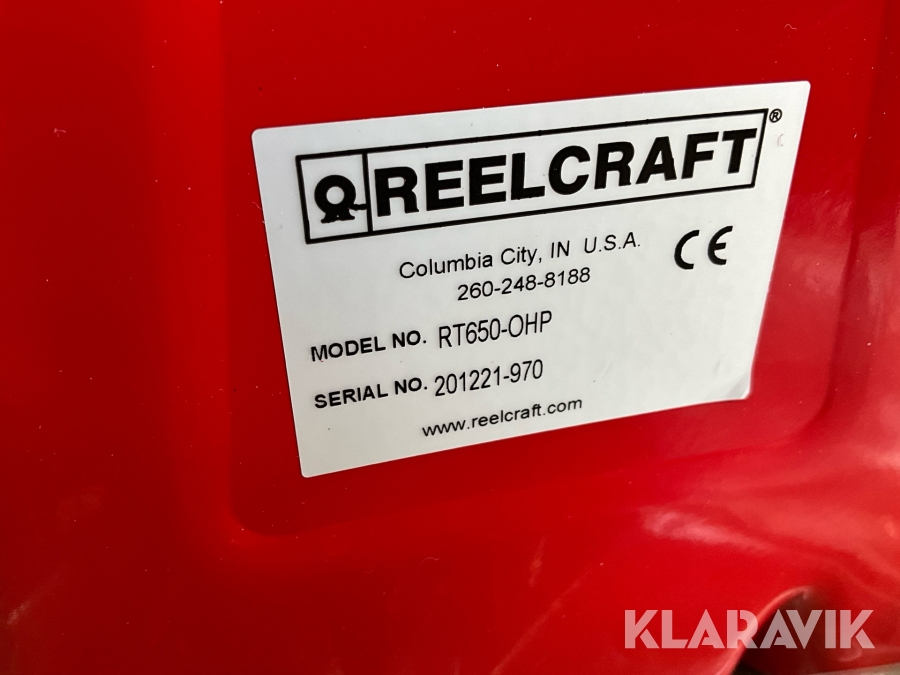 REELCRAFT®
Columbia City, IN U.S.A.
CE
260-248-8188
MODEL NO. RT650-OHP
SERIAL NO. 201221-970
www.reelcraft.com
KLARAVIK